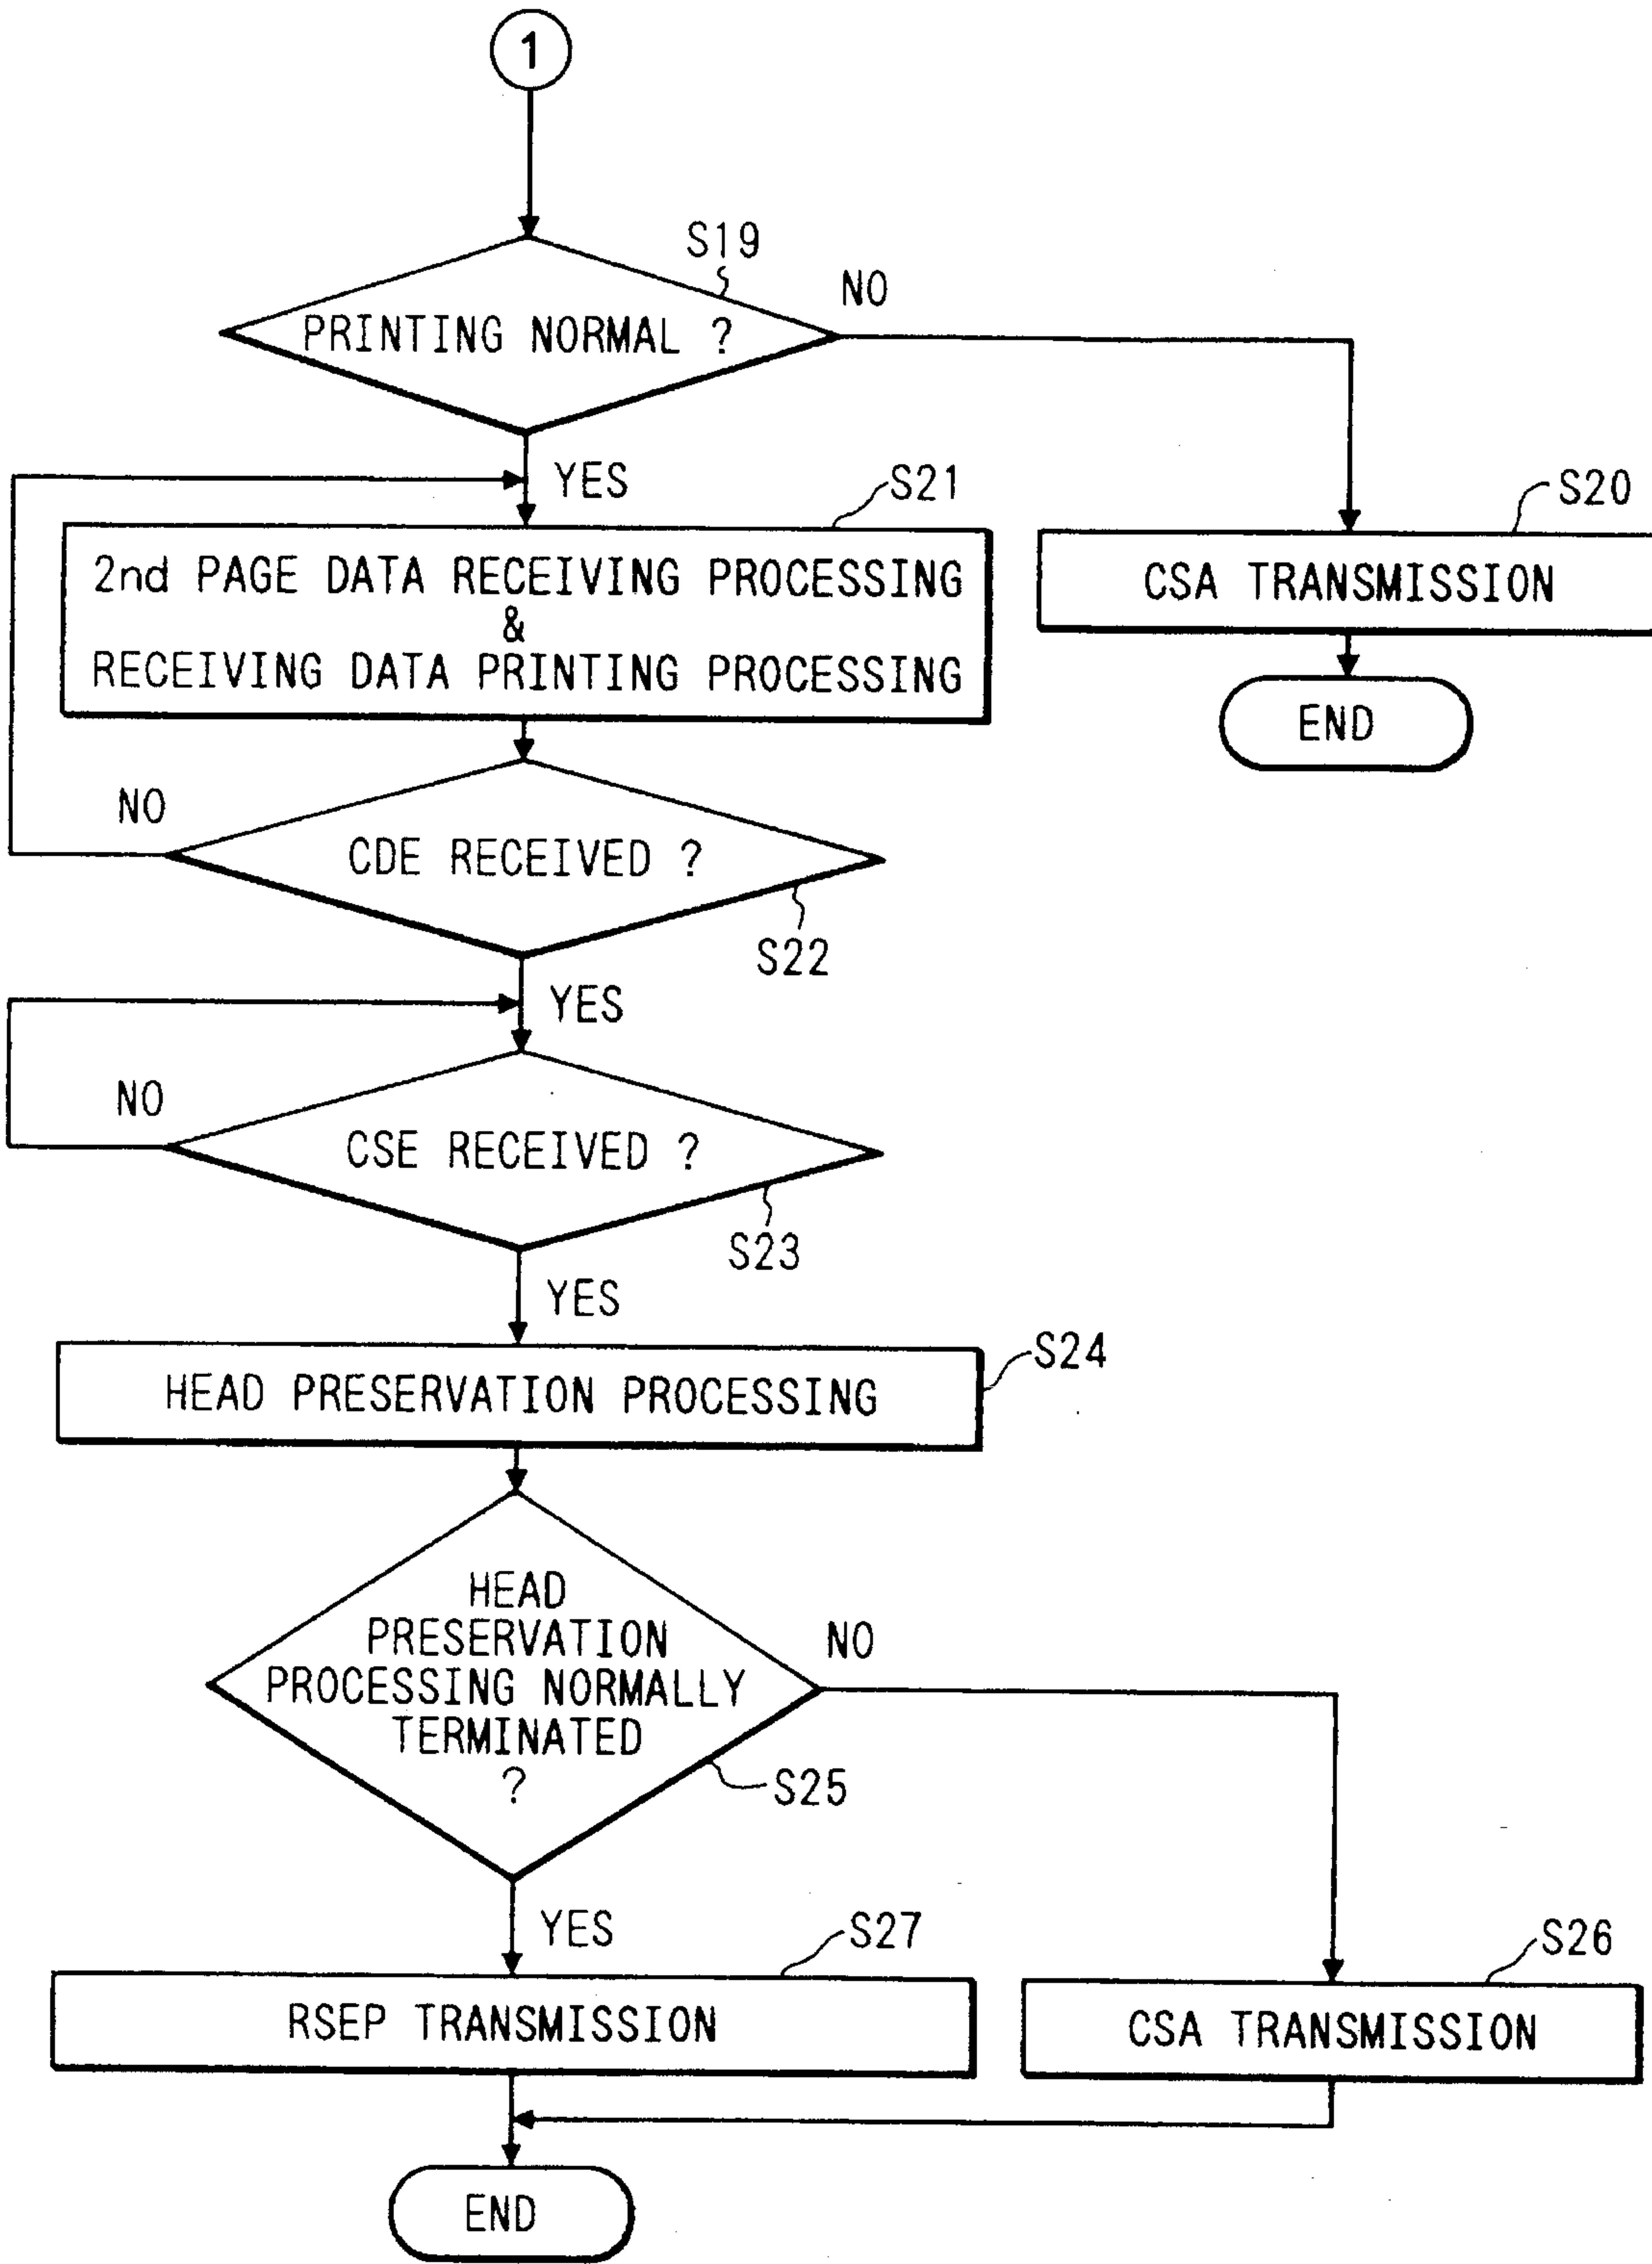 1
S19
NO
PRINTING NORMAL ?
YES
S21
S20
2nd PAGE DATA RECEIVING PROCESSING
&
RECEIVING DATA PRINTING PROCESSING
CSA TRANSMISSION
END
NO
CDE RECEIVED ?
S22
YES
NO
CSE RECEIVED ?
S23
YES
S24
HEAD PRESERVATION PROCESSING
HEAD
PRESERVATION
PROCESSING NORMALLY
TERMINATED
?
NO
S25
YES
S27
S26
RSEP TRANSMISSION
CSA TRANSMISSION
END